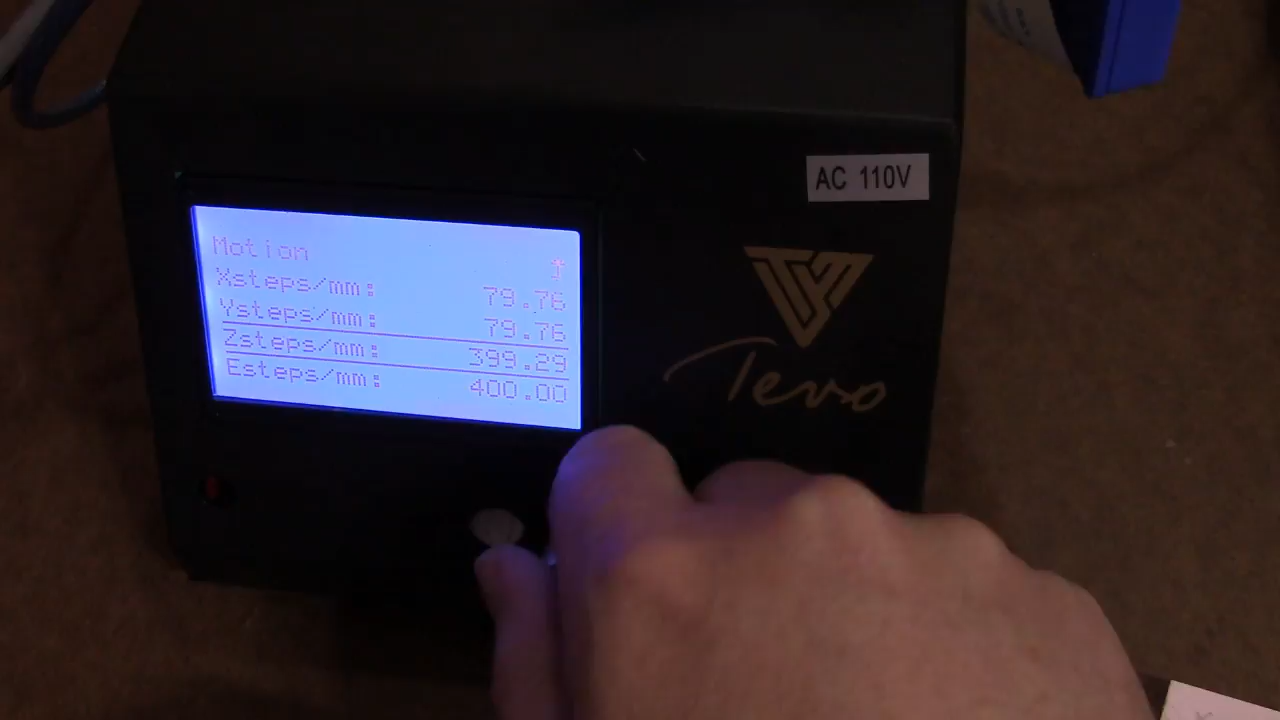 AC 110V
Motion
Xsteps/mm: 79.76
Ysteps/mm: 79.76
Zsteps/mm: 399.29
Esteps/mm: 400.00
Tevo